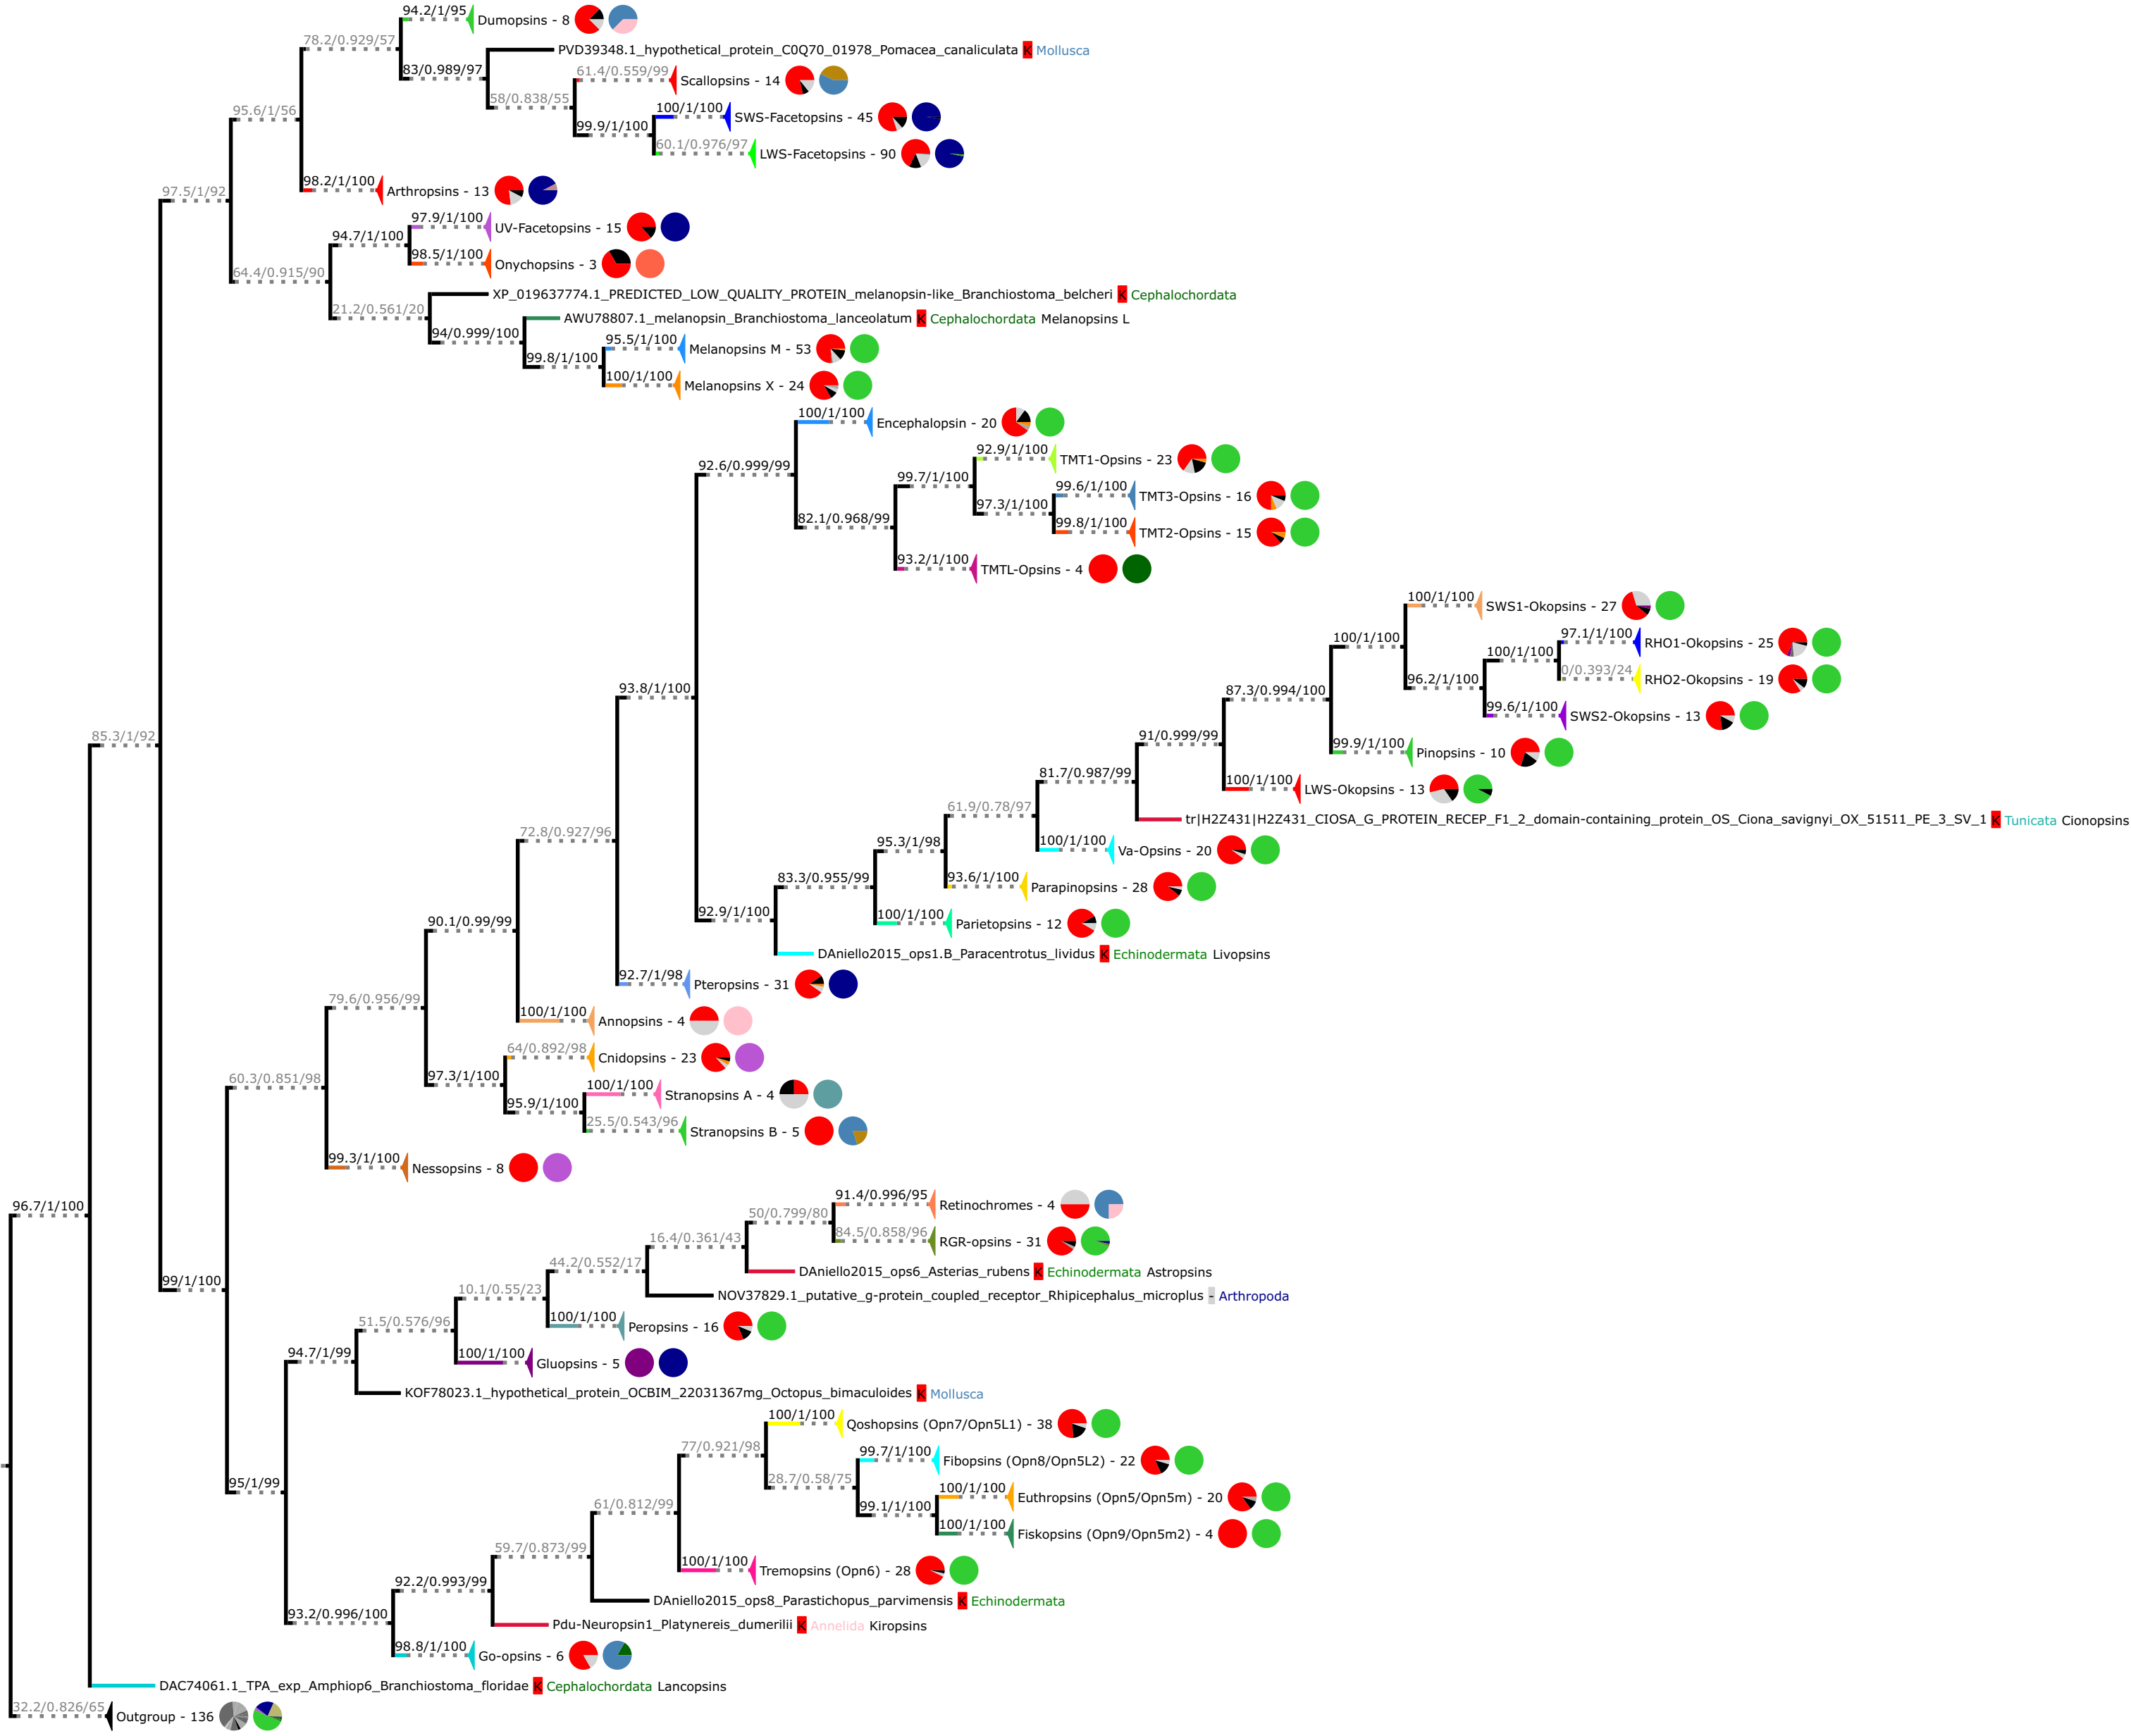 94.2/1/95
Dumopsins - 8
78.2/0.929/57
PVD39348.1_hypothetical_protein_C0Q70_01978_Pomacea_canaliculata K Mollusca
83/0.989/97
61.4/0.559/99
Scallopsins - 14
58/0.838/55
95.6/1/56
100/1/100
SWS-Facetopsins - 45
99.9/1/100
60.1/0.976/97
LWS-Facetopsins - 90
98.2/1/100
Arthropsins - 13
97.5/1/92
97.9/1/100
UV-Facetopsins - 15
94.7/1/100
98.5/1/100
Onychopsins - 3
64.4/0.915/90
XP_019637774.1_PREDICTED_LOW_QUALITY_PROTEIN_melanopsin-like_Branchiostoma_belcheri K Cephalochordata
21.2/0.561/20
AWU78807.1_melanopsin_Branchiostoma_lanceolatum K Cephalochordata Melanopsins L
94/0.999/100
95.5/1/100
Melanopsins M - 53
99.8/1/100
100/1/100
Melanopsins X - 24
100/1/100
Encephalopsin - 20
92.6/0.999/99
92.9/1/100
TMT1-Opsins - 23
99.7/1/100
99.6/1/100
TMT3-Opsins - 16
97.3/1/100
82.1/0.968/99
99.8/1/100
TMT2-Opsins - 15
93.2/1/100
TMTL-Opsins - 4
100/1/100
SWS1-Okopsins - 27
100/1/100
97.1/1/100
RHO1-Okopsins - 25
100/1/100
0/0.393/24
RHO2-Okopsins - 19
96.2/1/100
87.3/0.994/100
93.8/1/100
99.6/1/100
SWS2-Okopsins - 13
85.3/1/92
91/0.999/99
99.9/1/100
Pinopsins - 10
81.7/0.987/99
100/1/100
LWS-Okopsins - 13
61.9/0.78/97
tr|H2Z431|H2Z431_CIOSA_G_PROTEIN_RECEP_F1_2_domain-containing_protein_OS_Ciona_savignyi_OX_51511_PE_3_SV_1 K Tunicata Cionopsins
72.8/0.927/96
95.3/1/98
100/1/100
Va-Opsins - 20
83.3/0.955/99
93.6/1/100
Parapinopsins - 28
92.9/1/100
100/1/100
Parietopsins - 12
90.1/0.99/99
DAniello2015_ops1.B_Paracentrotus_lividus K Echinodermata Livopsins
92.7/1/98
Pteropsins - 31
79.6/0.956/99
100/1/100
Annopsins - 4
64/0.892/98
Cnidopsins - 23
60.3/0.851/98
97.3/1/100
100/1/100
Stranopsins A - 4
95.9/1/100
25.5/0.543/96
Stranopsins B - 5
99.3/1/100
Nessopsins - 8
91.4/0.996/95
Retinochromes - 4
96.7/1/100
50/0.799/80
84.5/0.858/96
RGR-opsins - 31
16.4/0.361/43
44.2/0.552/17
DAniello2015_ops6_Asterias_rubens K Echinodermata Astropsins
99/1/100
10.1/0.55/23
NOV37829.1_putative_g-protein_coupled_receptor_Rhipicephalus_microplus - Arthropoda
51.5/0.576/96
100/1/100
Peropsins - 16
94.7/1/99
100/1/100
Gluopsins - 5
KOF78023.1_hypothetical_protein_OCBIM_22031367mg_Octopus_bimaculoides K Mollusca
100/1/100
Qoshopsins (Opn7/Opn5L1) - 38
77/0.921/98
99.7/1/100
Fibopsins (Opn8/Opn5L2) - 22
28.7/0.58/75
95/1/99
100/1/100
Euthropsins (Opn5/Opn5m) - 20
61/0.812/99
99.1/1/100
100/1/100
Fiskopsins (Opn9/Opn5m2) - 4
59.7/0.873/99
100/1/100
Tremopsins (Opn6) - 28
92.2/0.993/99
DAniello2015_ops8_Parastichopus_parvimensis K Echinodermata
93.2/0.996/100
Pdu-Neuropsin1_Platynereis_dumerilii K Annelida Kiropsins
98.8/1/100
Go-opsins - 6
DAC74061.1_TPA_exp_Amphiop6_Branchiostoma_floridae K Cephalochordata Lancopsins
32.2/0.826/65
Outgroup - 136